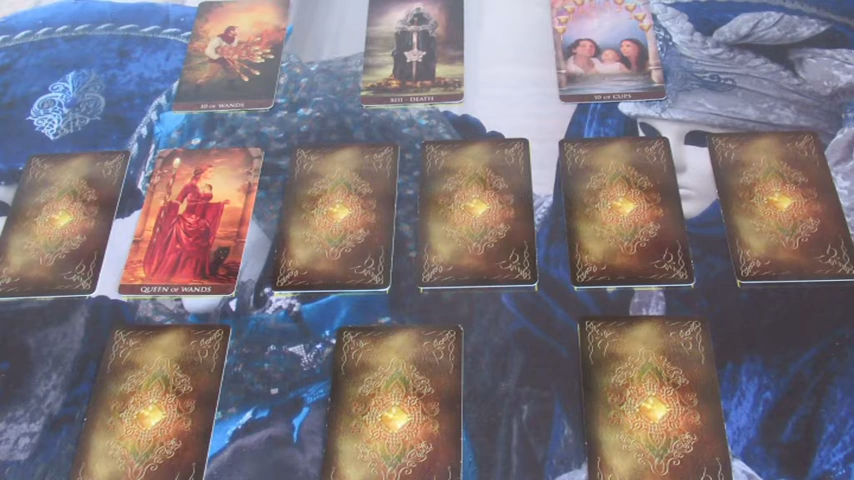 10 OF WANDS
XIII - DEATH
10 OF CUPS
QUEEN OF WANDS